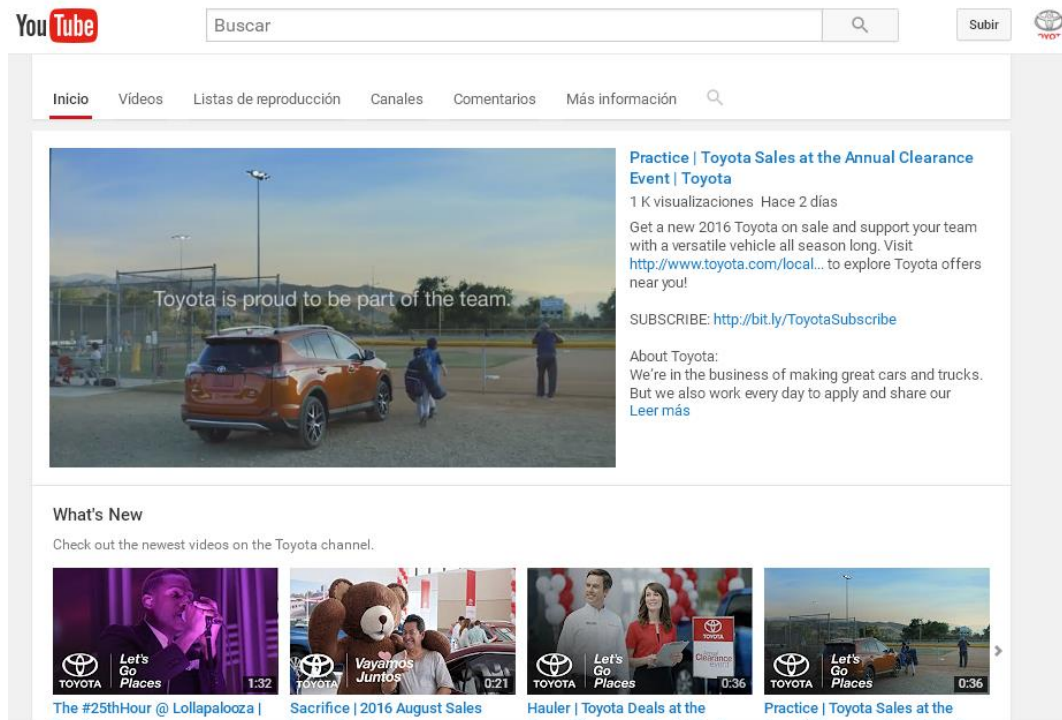 You Tube
Buscar
Subir
Inicio Vídeos Listas de reproducción Canales Comentarios Más información
Toyota is proud to be part of the team.
Practice | Toyota Sales at the Annual Clearance
Event | Toyota
1 K visualizaciones Hace 2 días
Get a new 2016 Toyota on sale and support your team
with a versatile vehicle all season long. Visit
http://www.toyota.com/local... to explore Toyota offers
near you!
SUBSCRIBE: http://bit.ly/ToyotaSubscribe
About Toyota:
We're in the business of making great cars and trucks.
But we also work every day to apply and share our
Leer más
What's New
Check out the newest videos on the Toyota channel.
TOYOTA
Let's
Go
Places
1:32
The #25thHour @ Lollapalooza |
TOYOTA
Vayamos
Juntos
0:21
Sacrifice | 2016 August Sales
TOYOTA
Annual
Clearance
event
TOYOTA
Let's
Go
Places
0:36
Hauler | Toyota Deals at the
TOYOTA
Let's
Go
Places
0:36
Practice | Toyota Sales at the